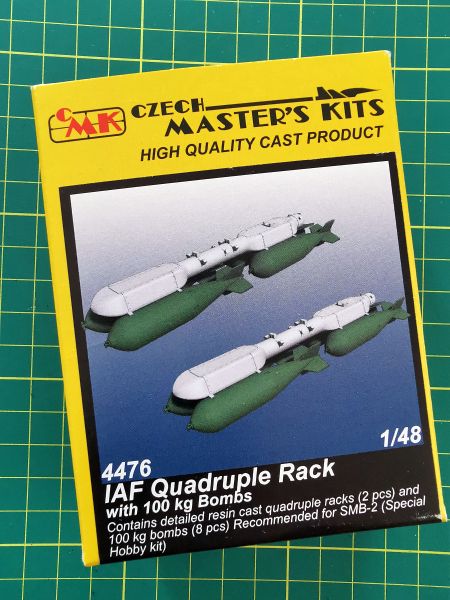 CMK
CZECH
MASTER'S KITS
HIGH QUALITY CAST PRODUCT
1/48
4476
IAF Quadruple Rack
with 100 kg Bombs
Contains detailed resin cast quadruple racks (2 pcs) and
100 kg bombs (8 pcs) Recommended for SMB-2 (Special
Hobby kit)